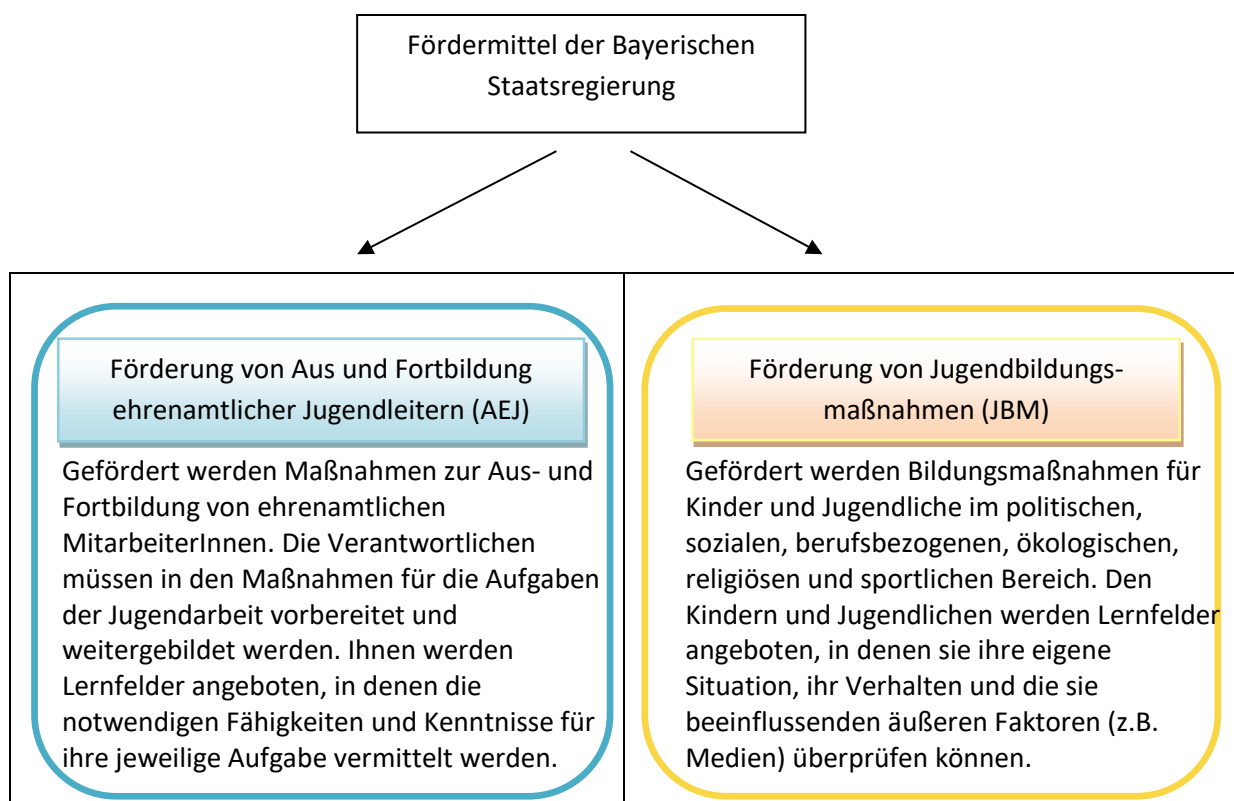 Fördermittel der Bayerischen
Staatsregierung
Förderung von Aus und Fortbildung
ehrenamtlicher Jugendleitern (AEJ)
Gefördert werden Maßnahmen zur Aus- und
Fortbildung von ehrenamtlichen
MitarbeiterInnen. Die Verantwortlichen
müssen in den Maßnahmen für die Aufgaben
der Jugendarbeit vorbereitet und
weitergebildet werden. Ihnen werden
Lernfelder angeboten, in denen die
notwendigen Fähigkeiten und Kenntnisse für
ihre jeweilige Aufgabe vermittelt werden.
Förderung von Jugendbildungs-
maßnahmen (JBM)
Gefördert werden Bildungsmaßnahmen für
Kinder und Jugendliche im politischen,
sozialen, berufsbezogenen, ökologischen,
religiösen und sportlichen Bereich. Den
Kindern und Jugendlichen werden Lernfelder
angeboten, in denen sie ihre eigene
Situation, ihr Verhalten und die sie
beeinflussenden äußeren Faktoren (z.B.
Medien) überprüfen können.